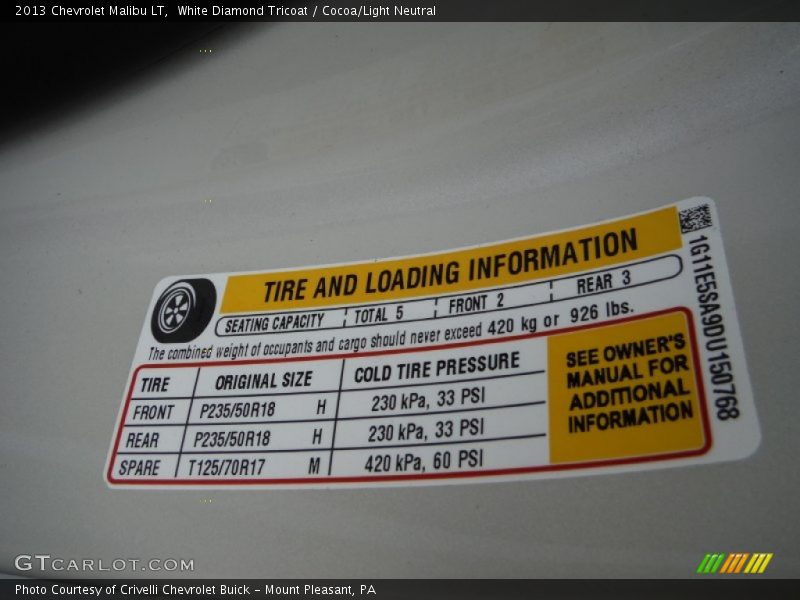 2013 Chevrolet Malibu LT, White Diamond Tricoat / Cocoa/Light Neutral
TIRE AND LOADING INFORMATION
SEATING CAPACITY TOTAL 5 FRONT 2 REAR 3
The combined weight of occupants and cargo should never exceed 420 kg or 926 lbs.
TIRE ORIGINAL SIZE COLD TIRE PRESSURE
FRONT P235/50R18 H 230 kPa, 33 PSI
REAR P235/50R18 H 230 kPa, 33 PSI
SPARE T125/70R17 M 420 kPa, 60 PSI
SEE OWNER'S
MANUAL FOR
ADDITIONAL
INFORMATION
1G11E5SA9DU150768
GTCARLOT.COM
Photo Courtesy of Crivelli Chevrolet Buick - Mount Pleasant, PA